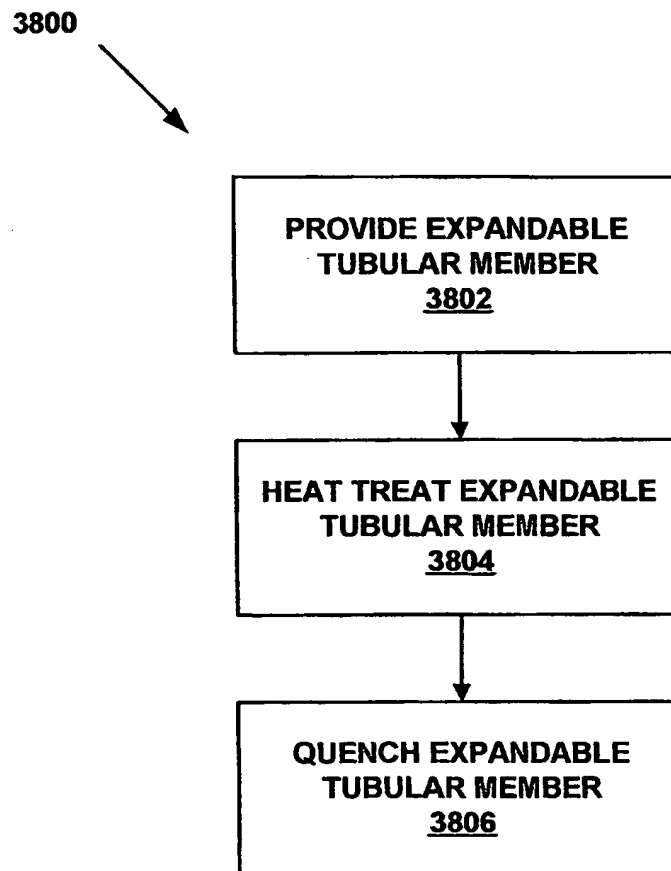 3800
PROVIDE EXPANDABLE
TUBULAR MEMBER
3802
HEAT TREAT EXPANDABLE
TUBULAR MEMBER
3804
QUENCH EXPANDABLE
TUBULAR MEMBER
3806